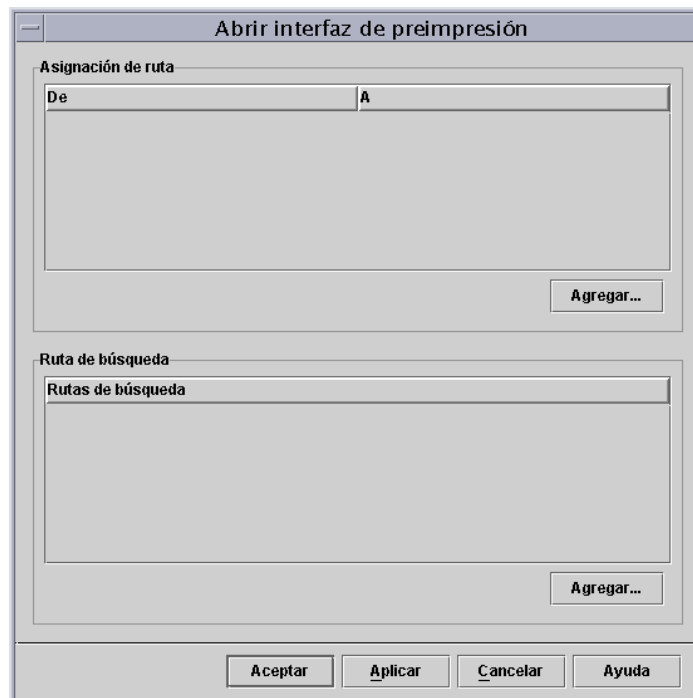 Abrir interfaz de preimpresión
Asignación de ruta
De A
Agregar...
Ruta de búsqueda
Rutas de búsqueda
Agregar...
Aceptar Aplicar Cancelar Ayuda